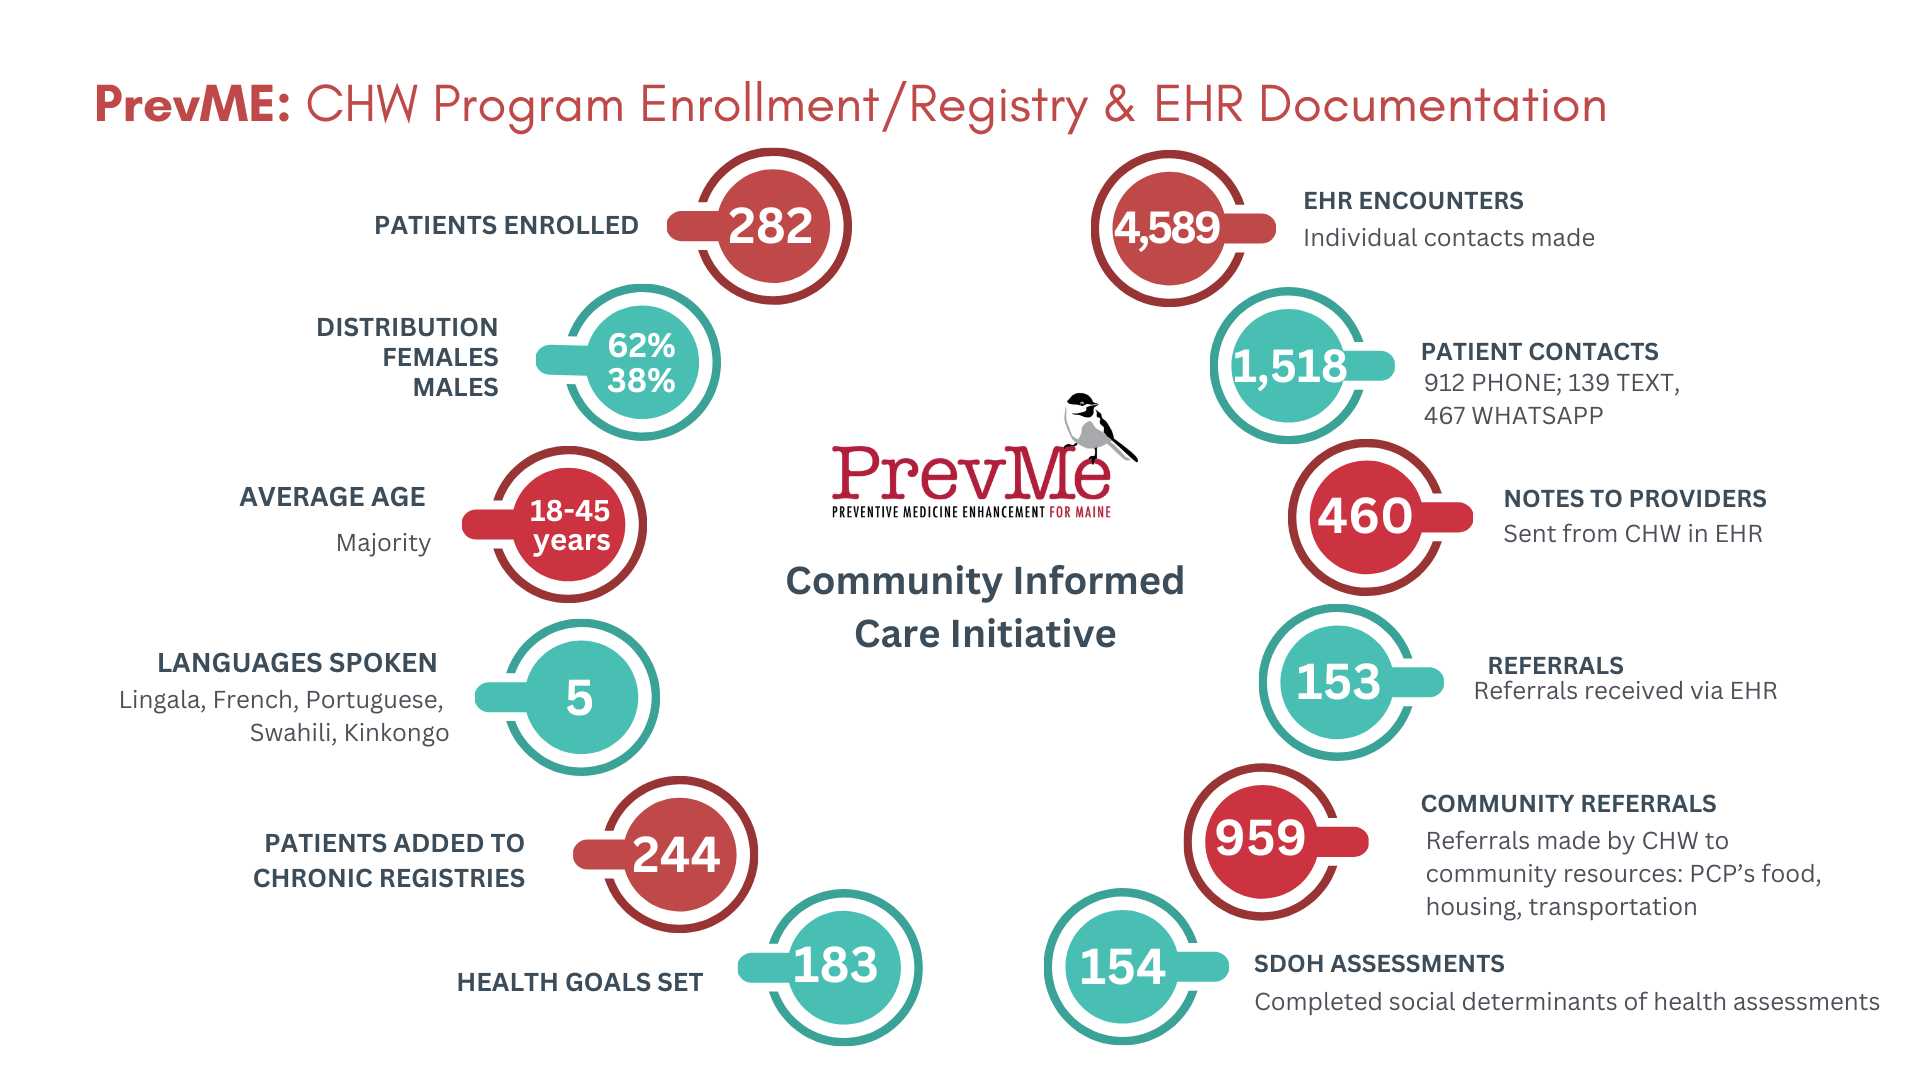 PrevME: CHW Program Enrollment/Registry & EHR Documentation
PATIENTS ENROLLED
282
DISTRIBUTION
FEMALES
MALES
62%
38%
AVERAGE AGE
Majority
18-45
years
LANGUAGES SPOKEN
Lingala, French, Portuguese,
Swahili, Kinkongo
5
PATIENTS ADDED TO
CHRONIC REGISTRIES
244
HEALTH GOALS SET
183
PrevMe
PREVENTIVE MEDICINE ENHANCEMENT FOR MAINE
Community Informed
Care Initiative
4,589
EHR ENCOUNTERS
Individual contacts made
1,518
PATIENT CONTACTS
912 PHONE; 139 TEXT,
467 WHATSAPP
460
NOTES TO PROVIDERS
Sent from CHW in EHR
153
REFERRALS
Referrals received via EHR
959
COMMUNITY REFERRALS
Referrals made by CHW to
community resources: PCP’s food,
housing, transportation
154
SDOH ASSESSMENTS
Completed social determinants of health assessments